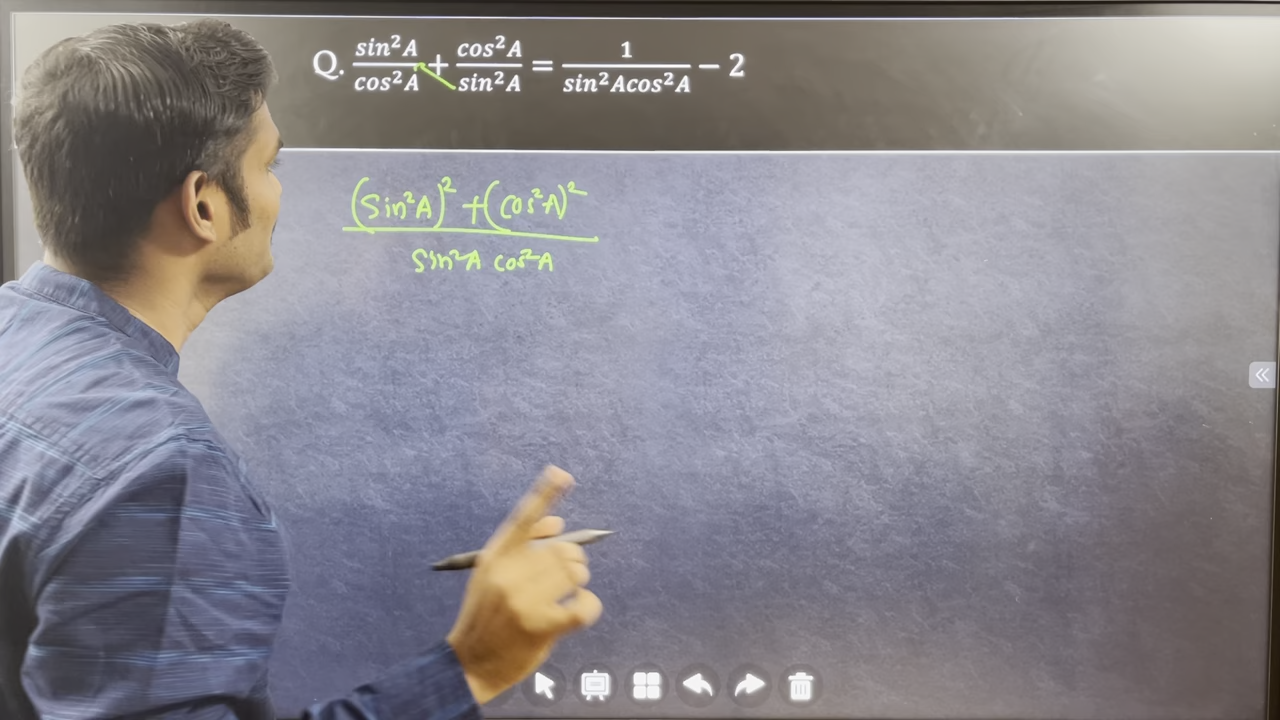 Q. sin²A/cos²A + cos²A/sin²A = 1/sin²Acos²A − 2
(Sin²A)² + (cos²A)²
Sin²A cos²A